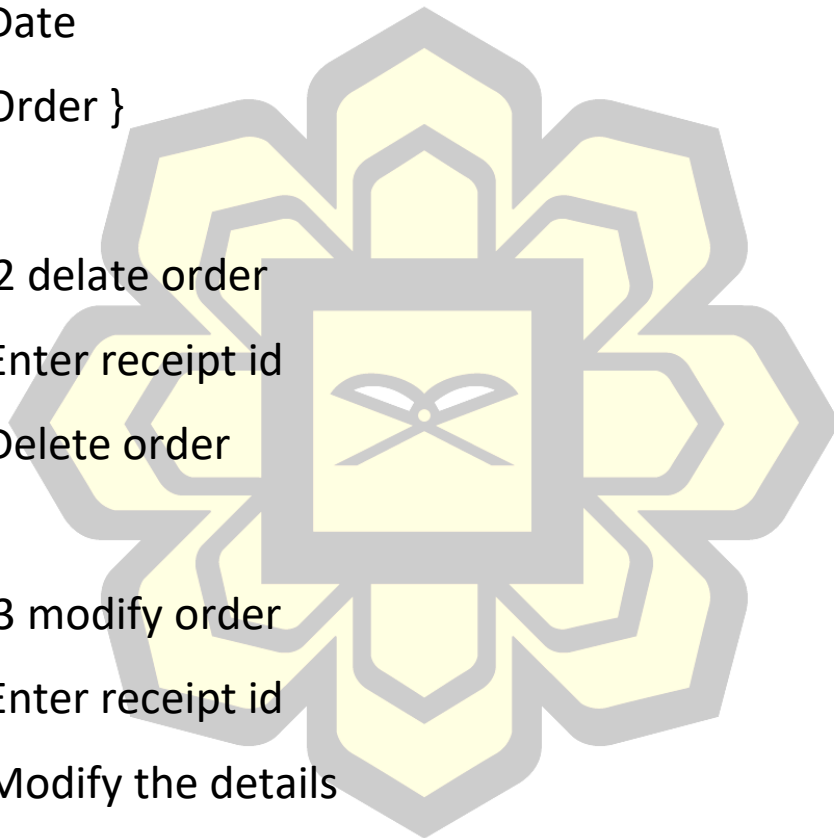 Date
Order }
2 delate order
Enter receipt id
Delete order
3 modify order
Enter receipt id
Modify the details